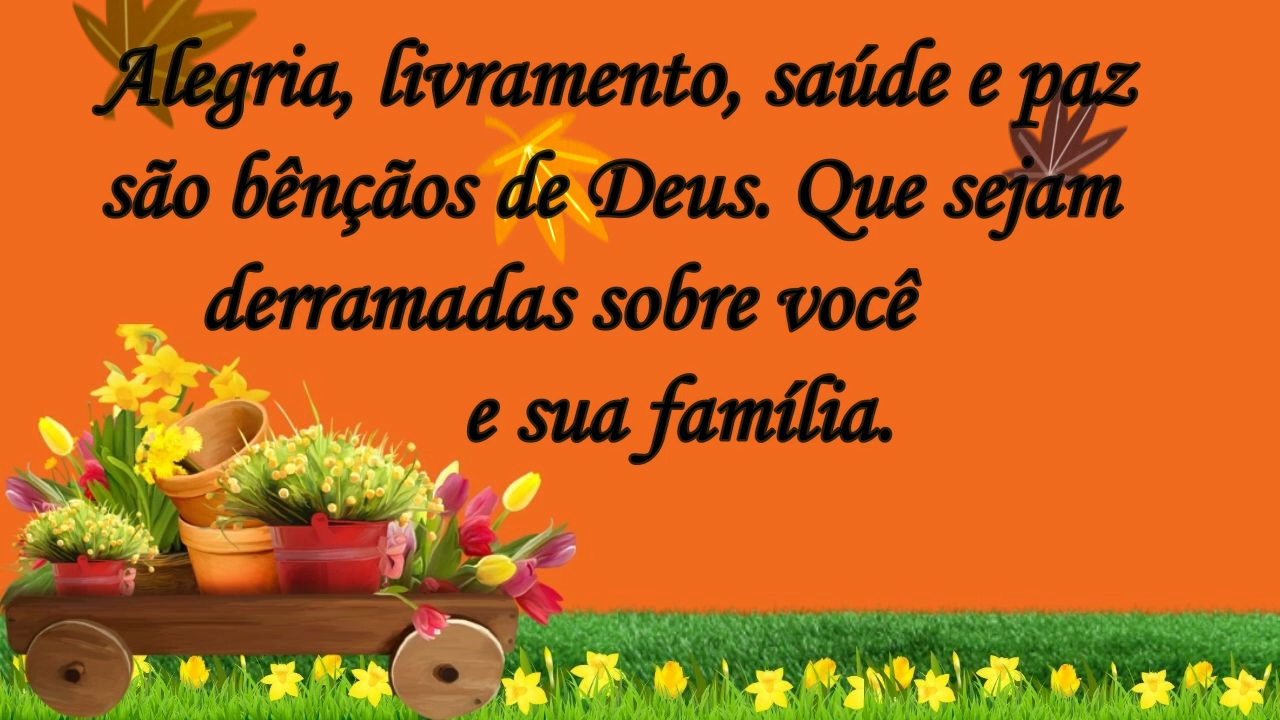 Alegria, livramento, saúde e paz
são bênçãos de Deus. Que sejam
derramadas sobre você
e sua família.